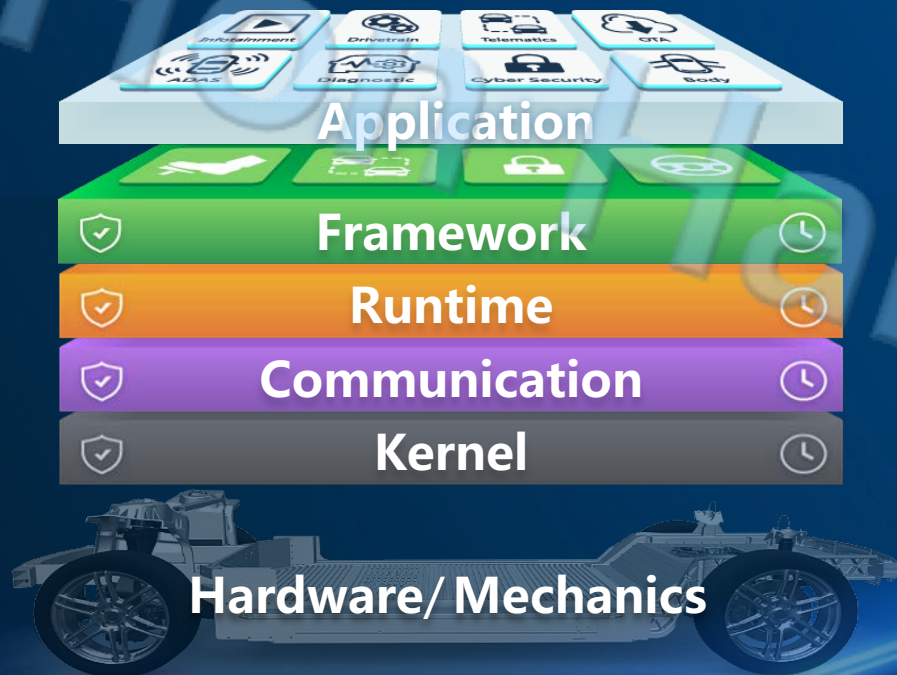 Infotainment
Drivetrain
Telematics
OTA
ADAS
Diagnostic
Cyber Security
Body
Application
Framework
Runtime
Communication
Kernel
Hardware/ Mechanics